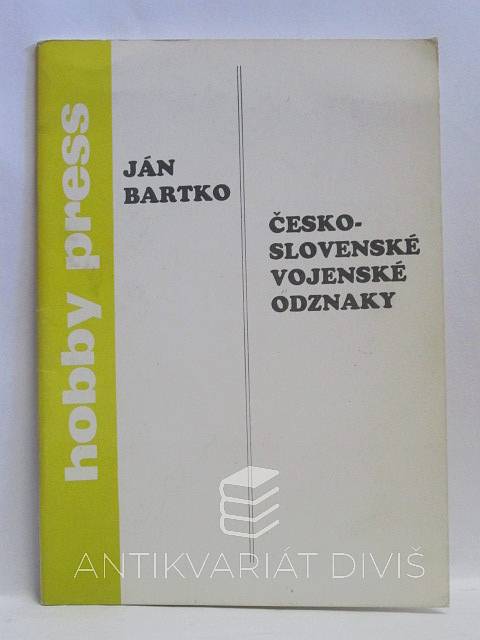 hobby press
JÁN
BARTKO
ČESKO-
SLOVENSKÉ
VOJENSKÉ
ODZNAKY
ANTIKVARIÁT DIVIŠ